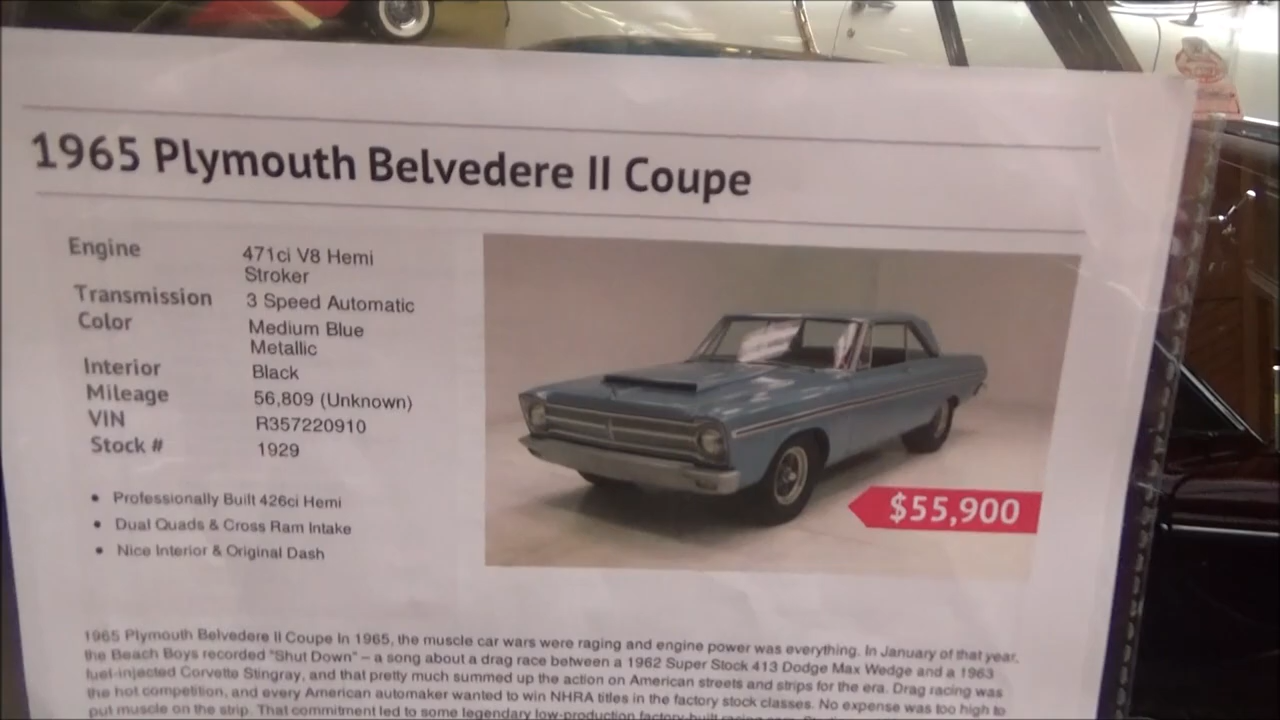 1965 Plymouth Belvedere II Coupe
Engine 471ci V8 Hemi
Stroker
Transmission 3 Speed Automatic
Color Medium Blue
Metallic
Interior Black
Mileage 56,809 (Unknown)
VIN R357220910
Stock # 1929
• Professionally Built 426ci Hemi
• Dual Quads & Cross Ram Intake
• Nice Interior & Original Dash
$55,900
1965 Plymouth Belvedere II Coupe In 1965, the muscle car wars were raging and engine power was everything. In January of that year,
the Beach Boys recorded "Shut Down" – a song about a drag race between a 1962 Super Stock 413 Dodge Max Wedge and a 1963
fuel-injected Corvette Stingray, and that pretty much summed up the action on American streets and strips for the era. Drag racing was
the hot competition, and every American automaker wanted to win NHRA titles in the factory stock classes. No expense was too high to
put muscle on the strip. That commitment led to some legendary low-production factory-built racing cars.